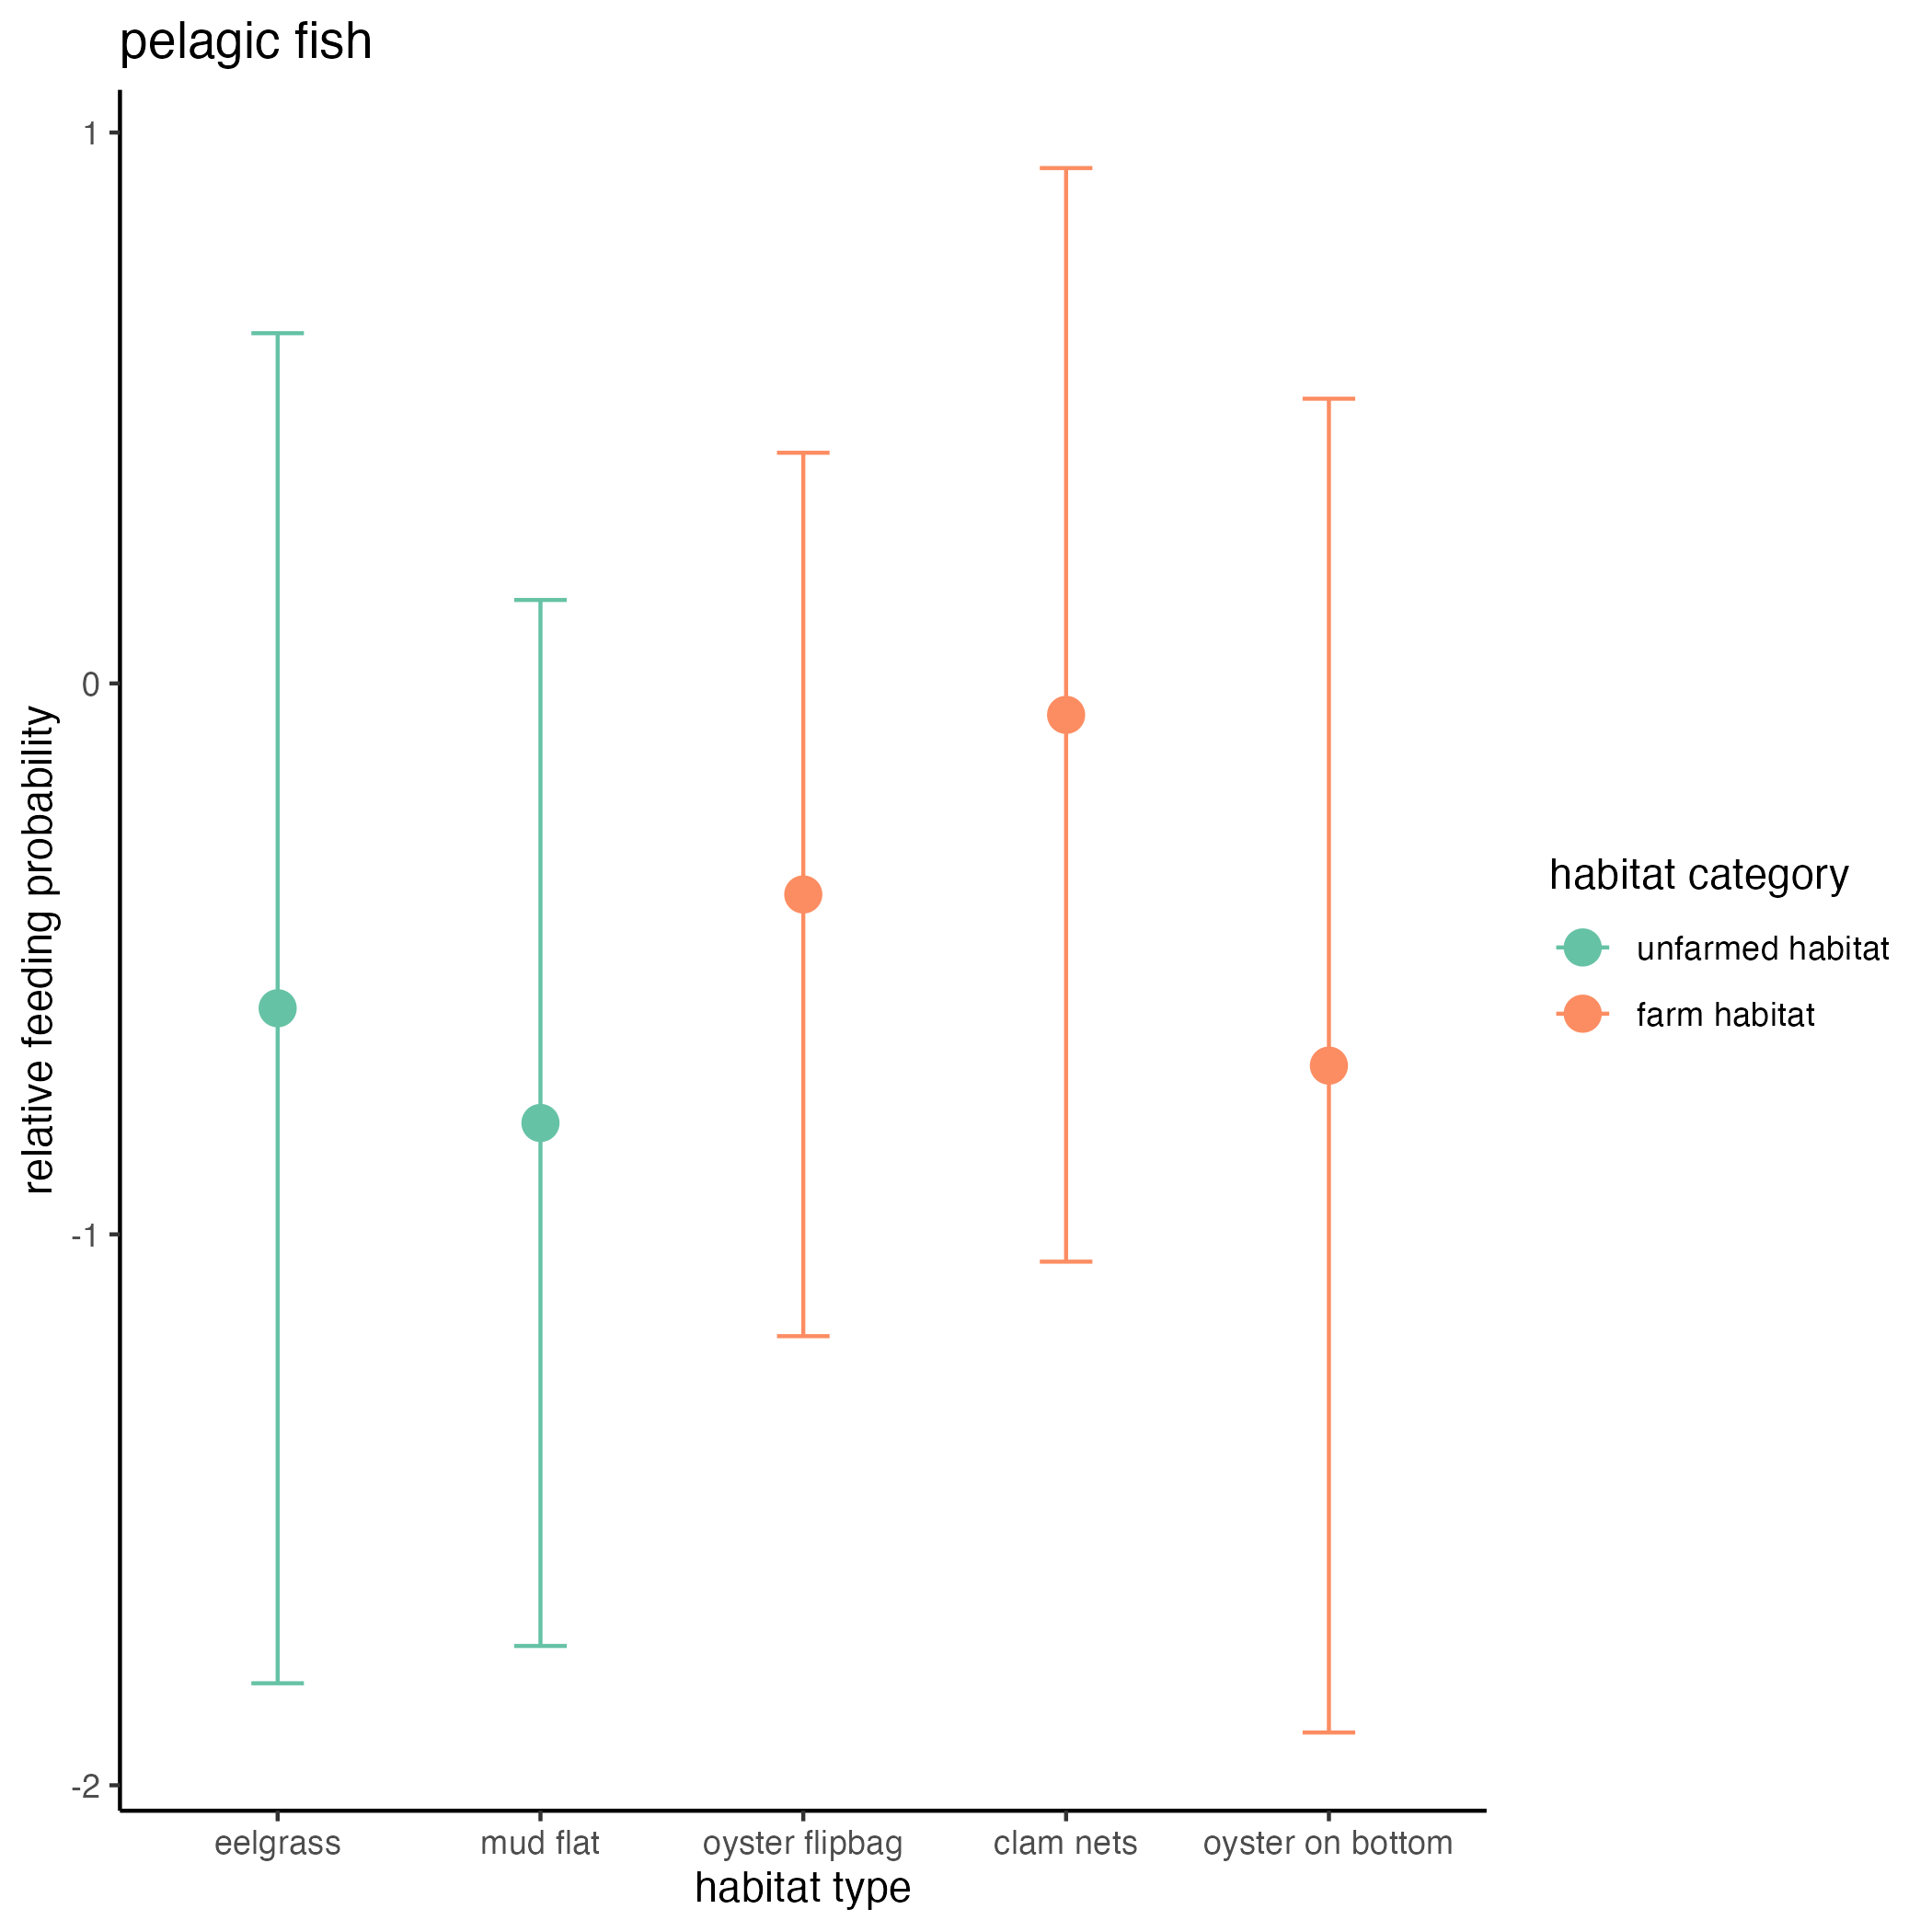 pelagic fish
1
0
-1
-2
relative feeding probability
eelgrass
mud flat
oyster flipbag
clam nets
oyster on bottom
habitat type
habitat category
unfarmed habitat
farm habitat